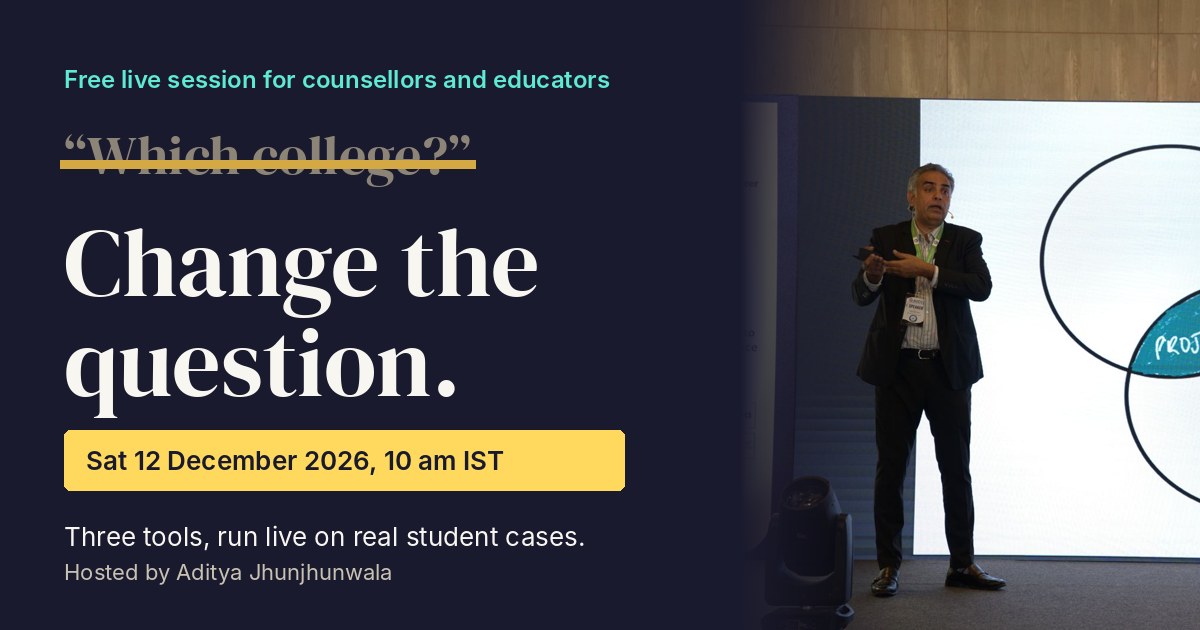 Free live session for counsellors and educators
“Which college?”
Change the
question.
Sat 12 December 2026, 10 am IST
Three tools, run live on real student cases.
Hosted by Aditya Jhunjhunwala